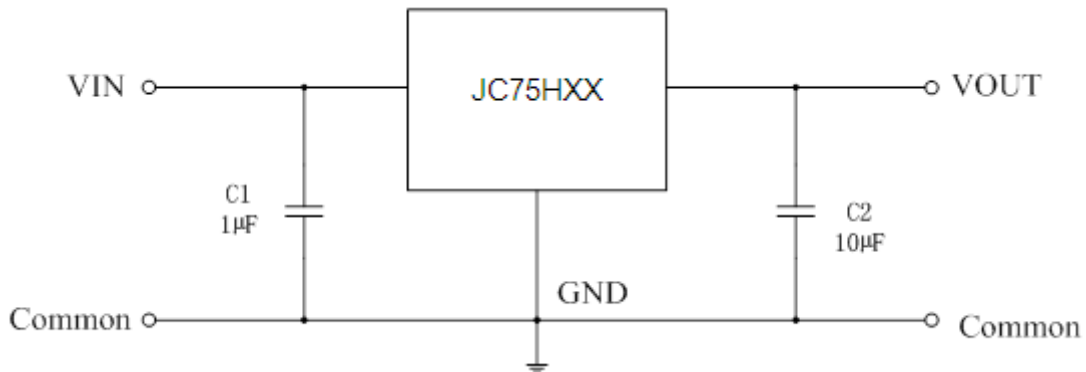 VIN
JC75HXX
VOUT
C1
1μF
C2
10μF
GND
Common
Common